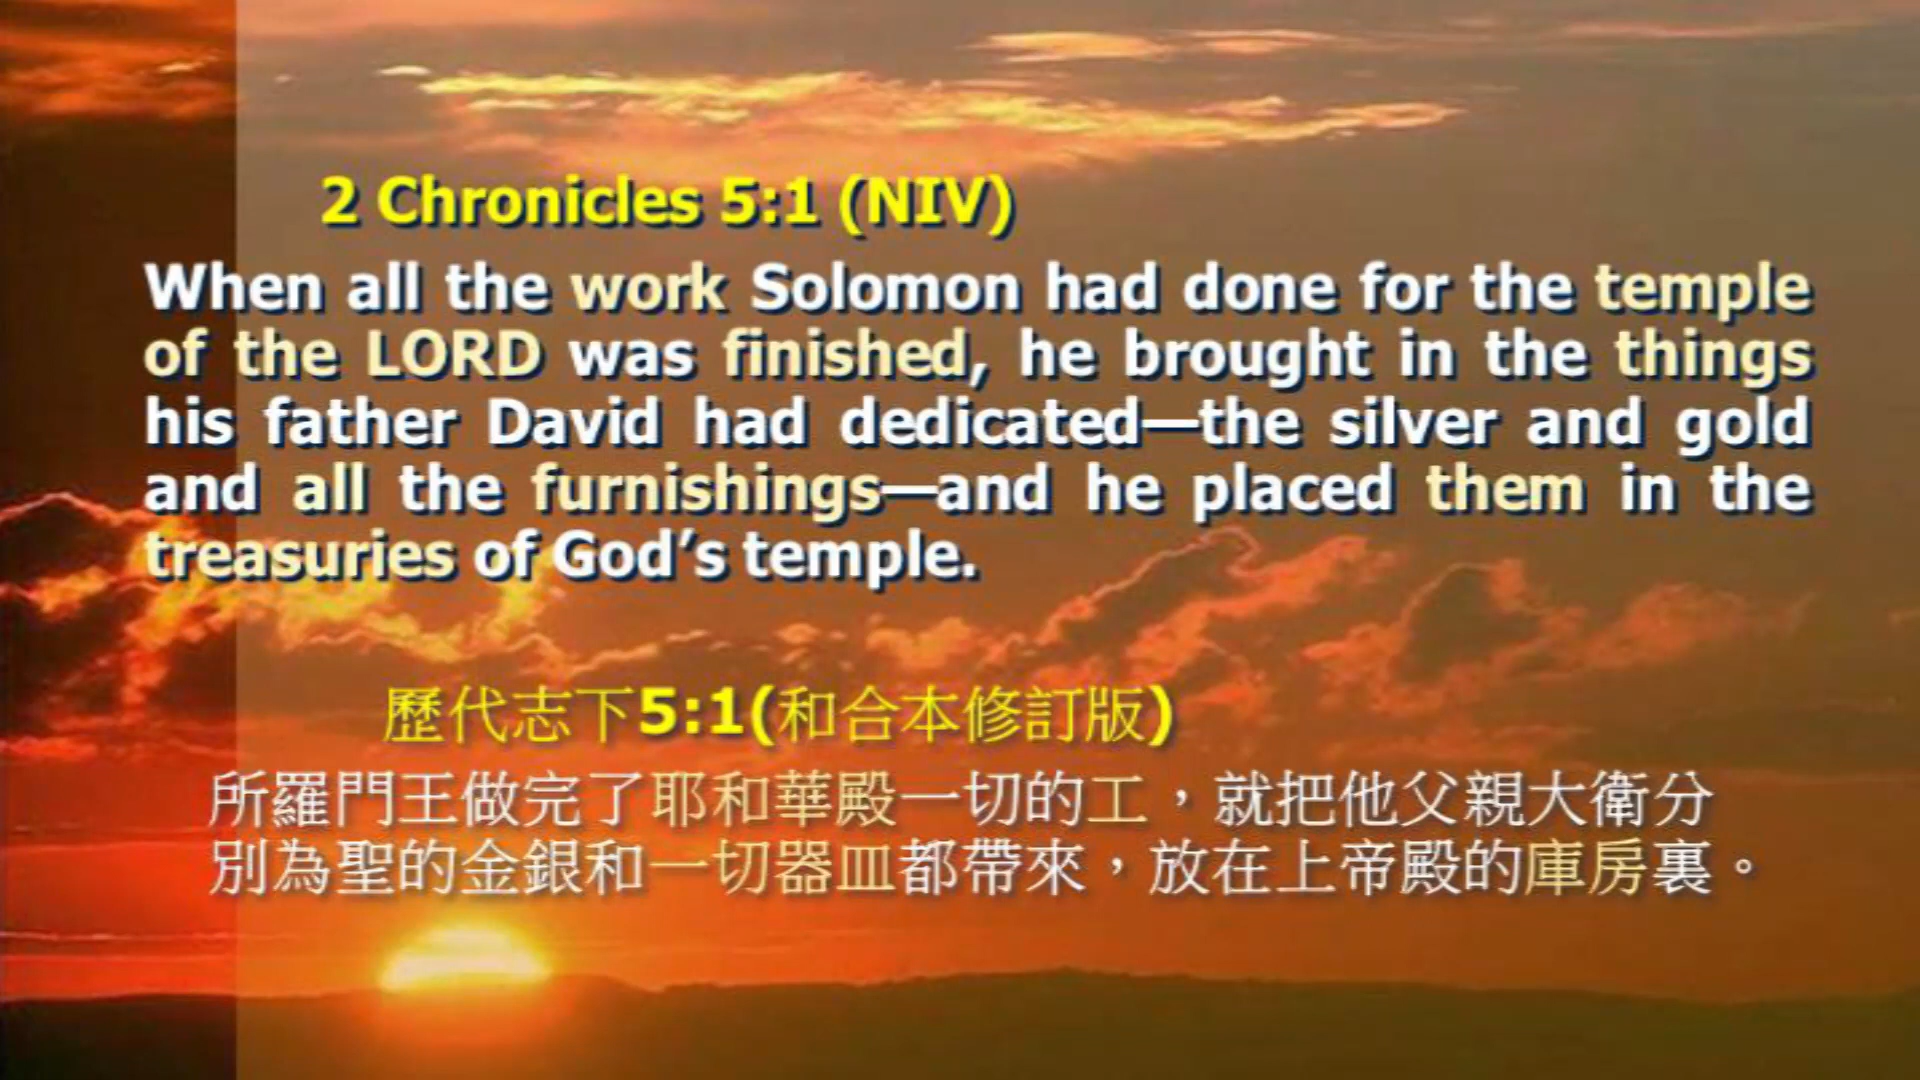 2 Chronicles 5:1 (NIV)
When all the work Solomon had done for the temple
of the LORD was finished, he brought in the things
his father David had dedicated—the silver and gold
and all the furnishings—and he placed them in the
treasuries of God’s temple.
歷代志下5:1(和合本修訂版)
所羅門王做完了耶和華殿一切的工，就把他父親大衛分
別為聖的金銀和一切器皿都帶來，放在上帝殿的庫房裏。